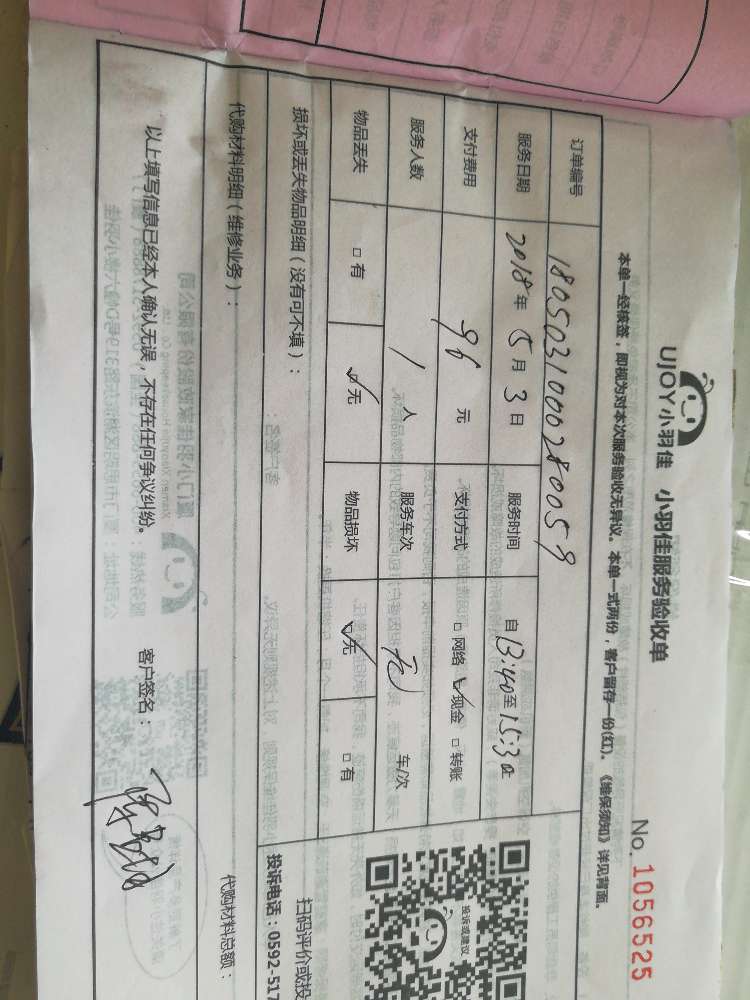 UJOY小羽佳 小羽佳服务验收单
No. 1056525
本单一经核签，即视为对本次服务验收无异议。本单一式两份，客户留存一份(红)。《维保须知》详见背面。
订单编号 180503100028059
服务日期 2018年 5月 3日 服务时间 自13:40至15:30
支付费用 96 元 支付方式 □网络 ☑现金 □转账
服务人数 1 人 服务车次 无 车/次
物品丢失 □有 ☑无 物品损坏 ☑无 □有
损坏或丢失物品明细（没有可不填）：
投诉或建议
扫码评价或投
投诉电话：0592-517
代购材料明细（维修业务）： 代购材料总额：
以上填写信息已经本人确认无误，不存在任何争议纠纷。 客户签名：